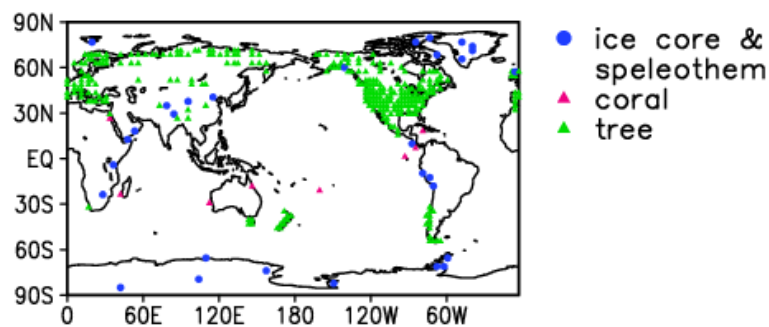 90N
60N
30N
EQ
30S
60S
90S
0 60E 120E 180 120W 60W
ice core &
speleothem
coral
tree